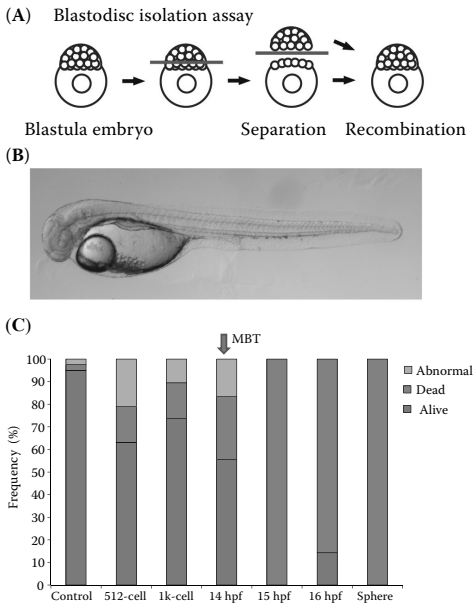 (A) Blastodisc isolation assay
Blastula embryo
Separation
Recombination
(B)
(C)
MBT
100
90
80
70
60
50
40
30
20
10
0
Frequency (%)
Abnormal
Dead
Alive
Control
512-cell
1k-cell
14 hpf
15 hpf
16 hpf
Sphere